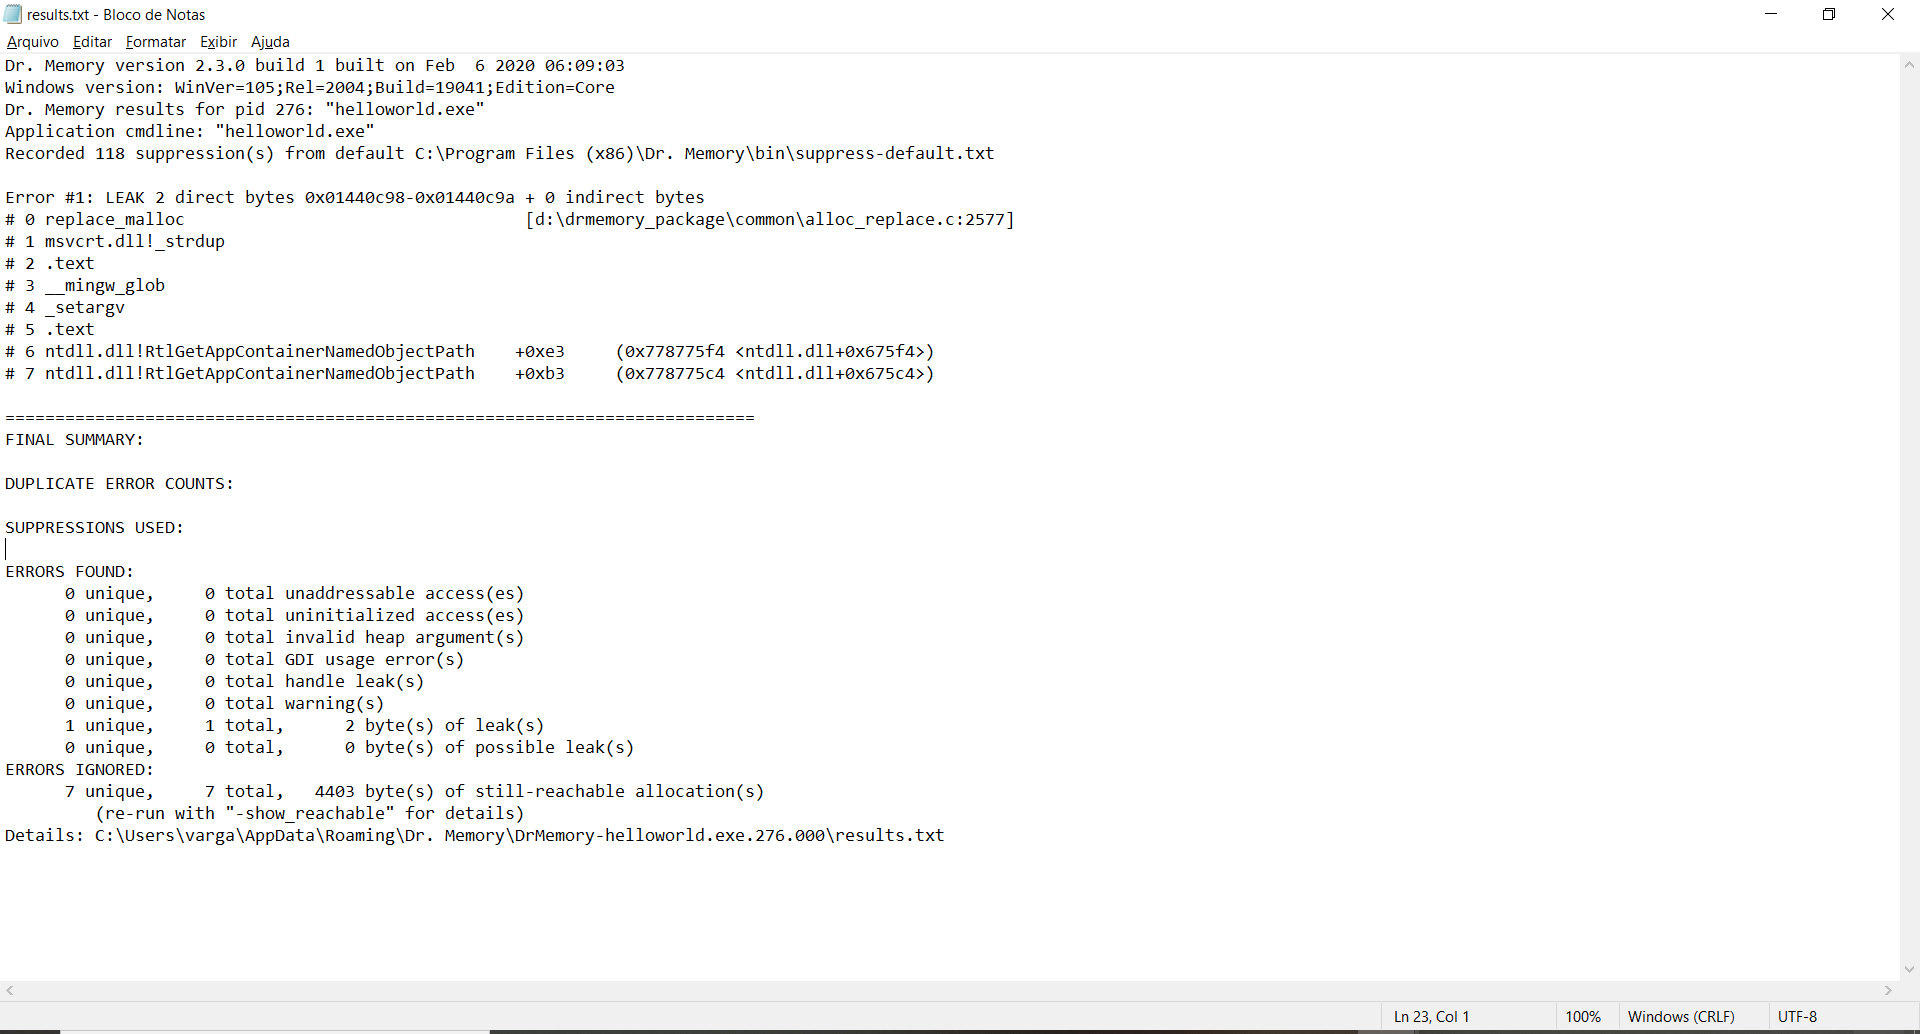 results.txt - Bloco de Notas
Arquivo Editar Formatar Exibir Ajuda
Dr. Memory version 2.3.0 build 1 built on Feb  6 2020 06:09:03
Windows version: WinVer=105;Rel=2004;Build=19041;Edition=Core
Dr. Memory results for pid 276: "helloworld.exe"
Application cmdline: "helloworld.exe"
Recorded 118 suppression(s) from default C:\Program Files (x86)\Dr. Memory\bin\suppress-default.txt
Error #1: LEAK 2 direct bytes 0x01440c98-0x01440c9a + 0 indirect bytes
# 0 replace_malloc                                  [d:\drmemory_package\common\alloc_replace.c:2577]
# 1 msvcrt.dll!_strdup
# 2 .text
# 3 __mingw_glob
# 4 _setargv
# 5 .text
# 6 ntdll.dll!RtlGetAppContainerNamedObjectPath    +0xe3     (0x778775f4 <ntdll.dll+0x675f4>)
# 7 ntdll.dll!RtlGetAppContainerNamedObjectPath    +0xb3     (0x778775c4 <ntdll.dll+0x675c4>)
===========================================================================
FINAL SUMMARY:
DUPLICATE ERROR COUNTS:
SUPPRESSIONS USED:
ERRORS FOUND:
      0 unique,     0 total unaddressable access(es)
      0 unique,     0 total uninitialized access(es)
      0 unique,     0 total invalid heap argument(s)
      0 unique,     0 total GDI usage error(s)
      0 unique,     0 total handle leak(s)
      0 unique,     0 total warning(s)
      1 unique,     1 total,      2 byte(s) of leak(s)
      0 unique,     0 total,      0 byte(s) of possible leak(s)
ERRORS IGNORED:
      7 unique,     7 total,   4403 byte(s) of still-reachable allocation(s)
         (re-run with "-show_reachable" for details)
Details: C:\Users\varga\AppData\Roaming\Dr. Memory\DrMemory-helloworld.exe.276.000\results.txt
Ln 23, Col 1 100% Windows (CRLF) UTF-8